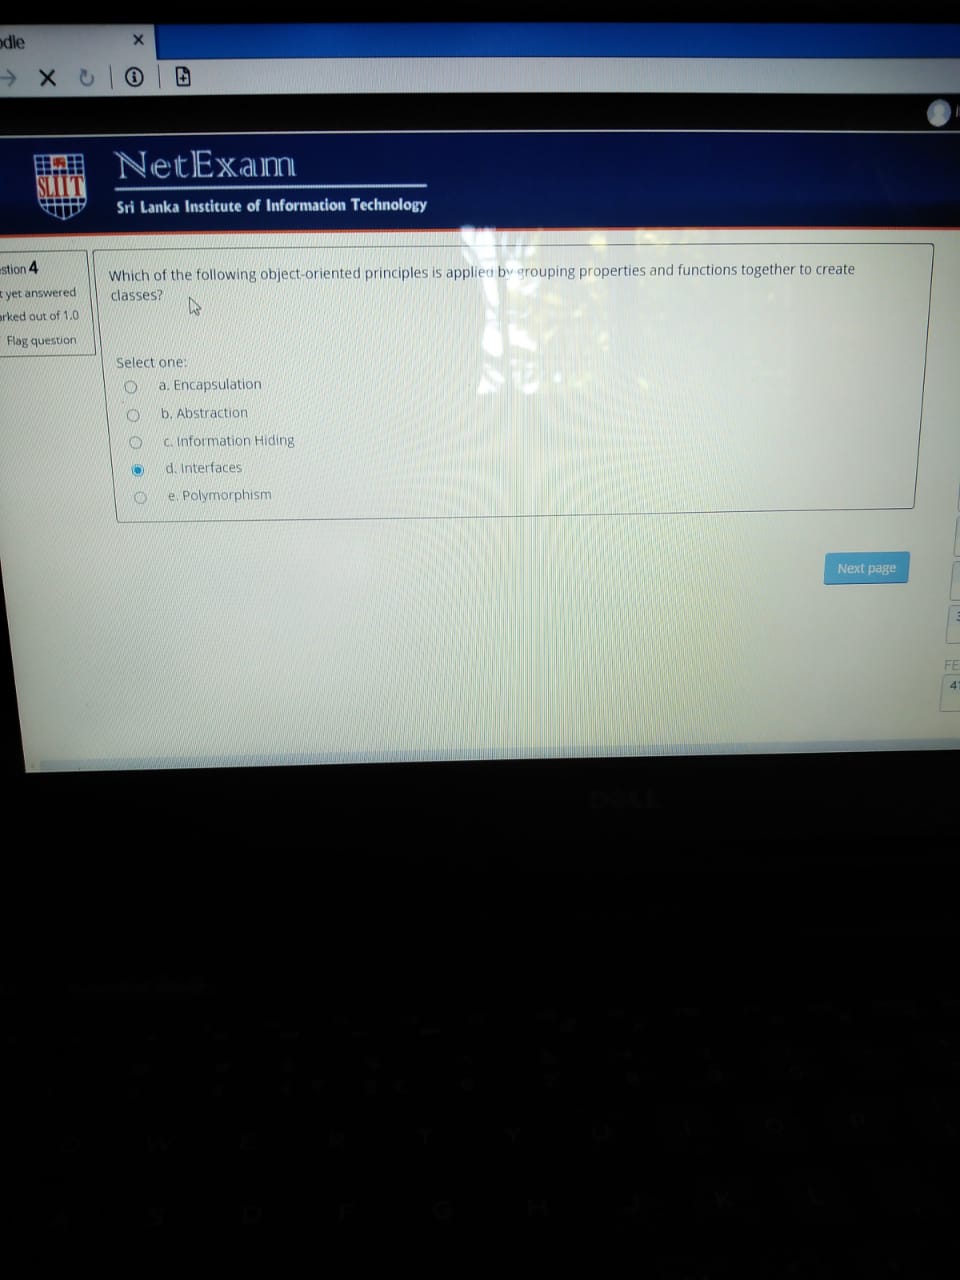 odle
SLIIT
NetExam
Sri Lanka Institute of Information Technology
estion 4
t yet answered
arked out of 1.0
Flag question
Which of the following object-oriented principles is applied by grouping properties and functions together to create
classes?
Select one:
a. Encapsulation
b. Abstraction
c. Information Hiding
d. Interfaces
e. Polymorphism
Next page
FE
DELL